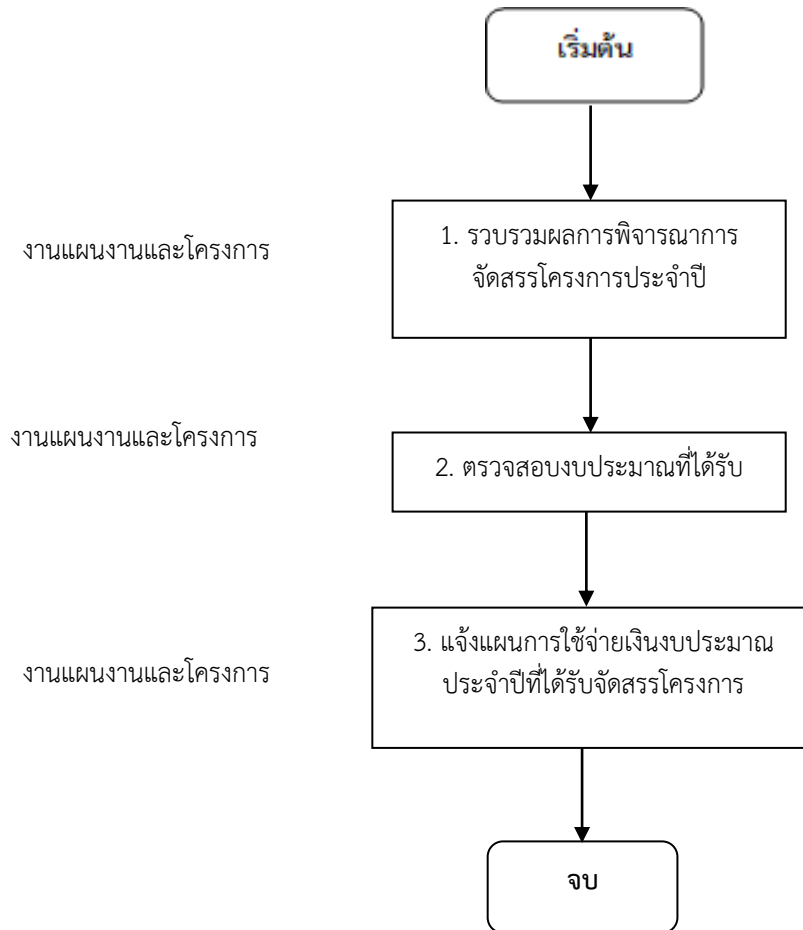 เริ่มต้น
งานแผนงานและโครงการ
1. รวบรวมผลการพิจารณาการ
จัดสรรโครงการประจำปี
งานแผนงานและโครงการ
2. ตรวจสอบงบประมาณที่ได้รับ
งานแผนงานและโครงการ
3. แจ้งแผนการใช้จ่ายเงินงบประมาณ
ประจำปีที่ได้รับจัดสรรโครงการ
จบ